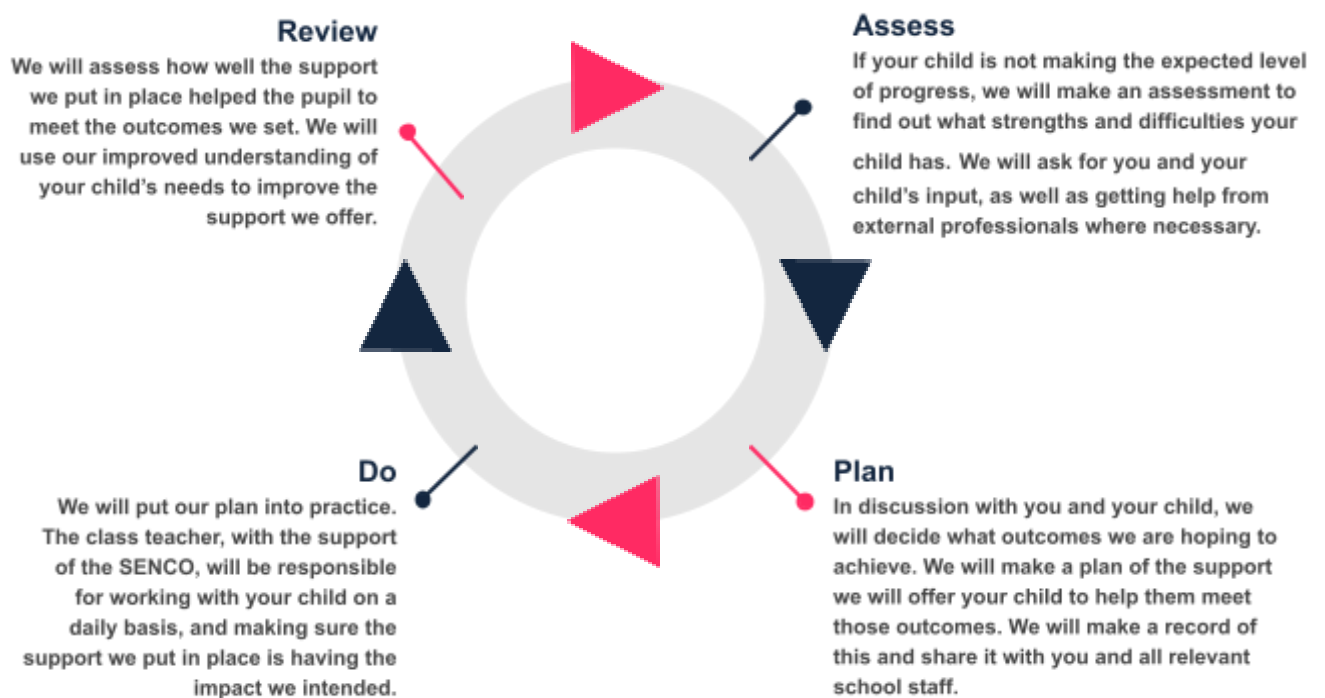 Review
We will assess how well the support
we put in place helped the pupil to
meet the outcomes we set. We will
use our improved understanding of
your child's needs to improve the
support we offer.
Assess
If your child is not making the expected level
of progress, we will make an assessment to
find out what strengths and difficulties your
child has. We will ask for you and your
child's input, as well as getting help from
external professionals where necessary.
Do
We will put our plan into practice.
The class teacher, with the support
of the SENCO, will be responsible
for working with your child on a
daily basis, and making sure the
support we put in place is having the
impact we intended.
Plan
In discussion with you and your child, we
will decide what outcomes we are hoping to
achieve. We will make a plan of the support
we will offer your child to help them meet
those outcomes. We will make a record of
this and share it with you and all relevant
school staff.